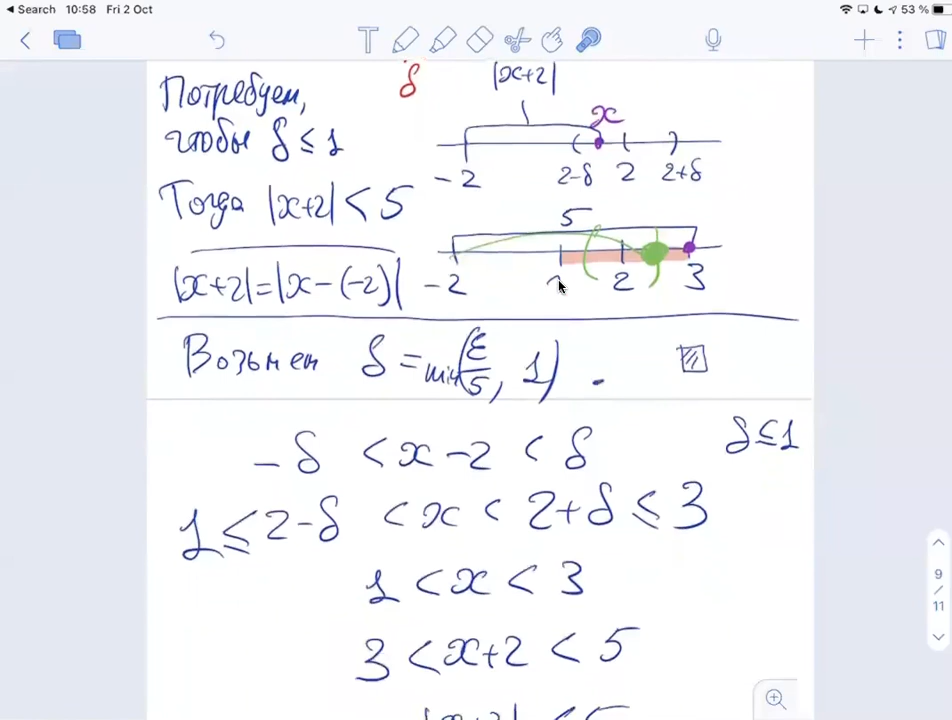 Search 10:58 Fri 2 Oct 53 %
T
Потребуем,
чтобы δ ≤ 1
δ
|x+2|
x
-2 2-δ 2 2+δ
Тогда |x+2| < 5
5
|x+2| = |x-(-2)|
-2 2 3
Возьмем δ = min(ε/5, 1).
-δ < x-2 < δ
δ ≤ 1
1 ≤ 2-δ < x < 2+δ ≤ 3
1 < x < 3
3 < x+2 < 5
9
/
11